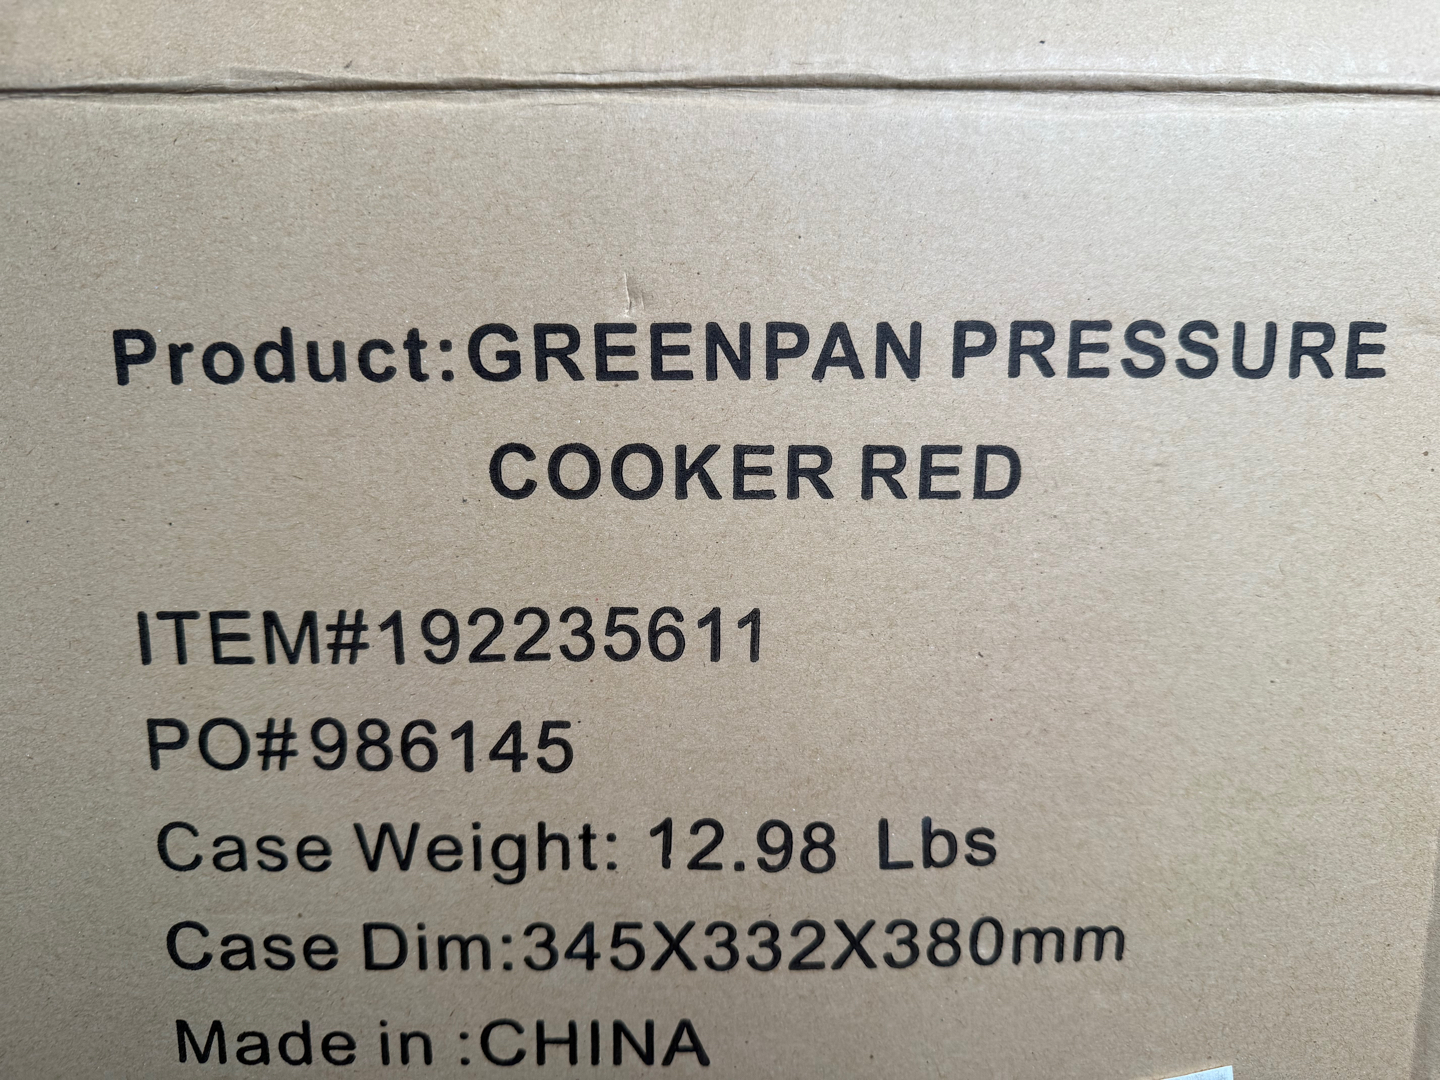 Product:GREENPAN PRESSURE
COOKER RED
ITEM#192235611
PO#986145
Case Weight: 12.98 Lbs
Case Dim:345X332X380mm
Made in :CHINA